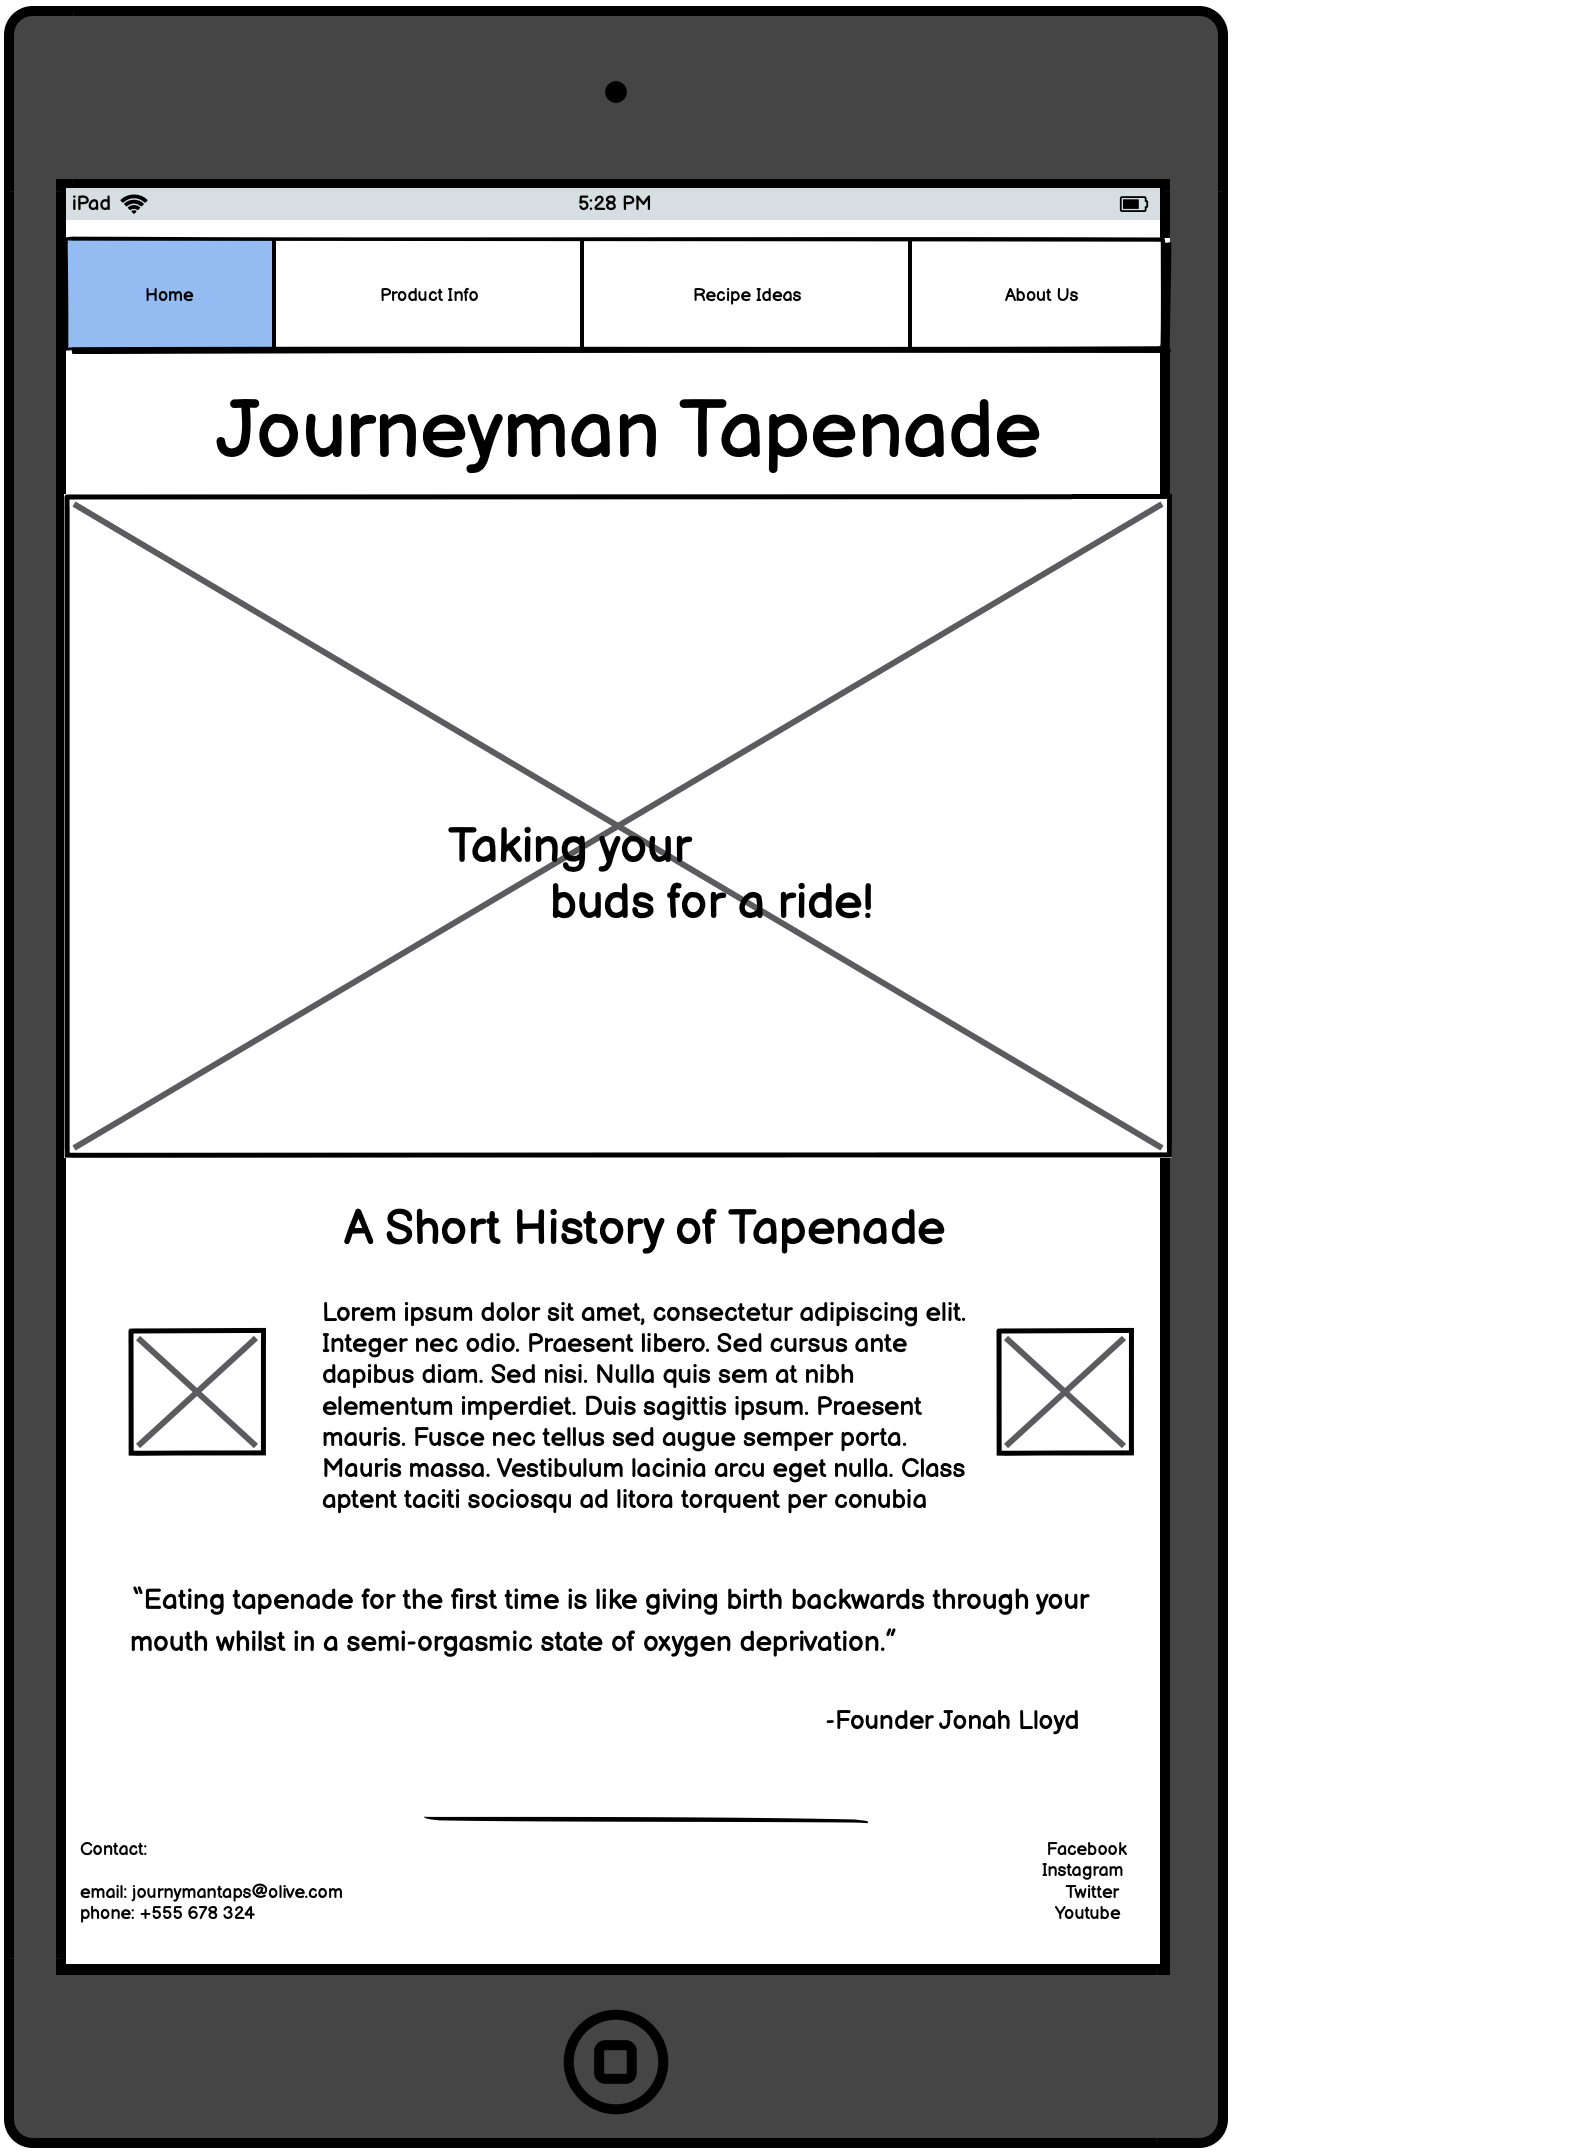 iPad
5:28 PM
Home
Product Info
Recipe Ideas
About Us
Journeyman Tapenade
Taking your
buds for a ride!
A Short History of Tapenade
Lorem ipsum dolor sit amet, consectetur adipiscing elit.
Integer nec odio. Praesent libero. Sed cursus ante
dapibus diam. Sed nisi. Nulla quis sem at nibh
elementum imperdiet. Duis sagittis ipsum. Praesent
mauris. Fusce nec tellus sed augue semper porta.
Mauris massa. Vestibulum lacinia arcu eget nulla. Class
aptent taciti sociosqu ad litora torquent per conubia
“Eating tapenade for the first time is like giving birth backwards through your
mouth whilst in a semi-orgasmic state of oxygen deprivation.”
-Founder Jonah Lloyd
Contact:
email: journymantaps@olive.com
phone: +555 678 324
Facebook
Instagram
Twitter
Youtube